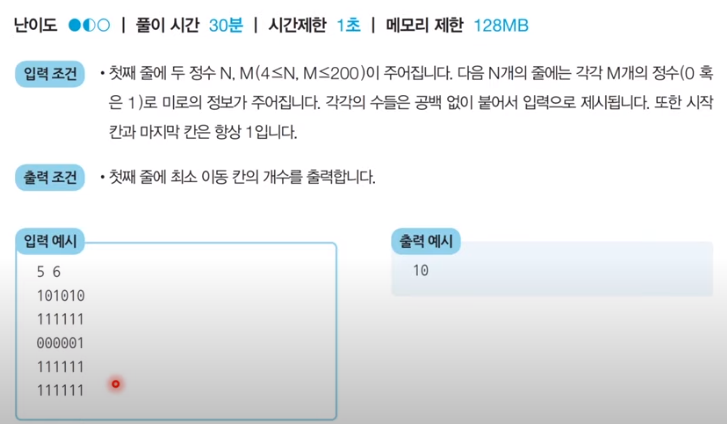 난이도 ●◐○ | 풀이 시간 30분 | 시간제한 1초 | 메모리 제한 128MB
입력 조건 • 첫째 줄에 두 정수 N, M(4≤N, M≤200)이 주어집니다. 다음 N개의 줄에는 각각 M개의 정수(0 혹
은 1)로 미로의 정보가 주어집니다. 각각의 수들은 공백 없이 붙어서 입력으로 제시됩니다. 또한 시작
칸과 마지막 칸은 항상 1입니다.
출력 조건 • 첫째 줄에 최소 이동 칸의 개수를 출력합니다.
입력 예시
5 6
101010
111111
000001
111111
111111
출력 예시
10